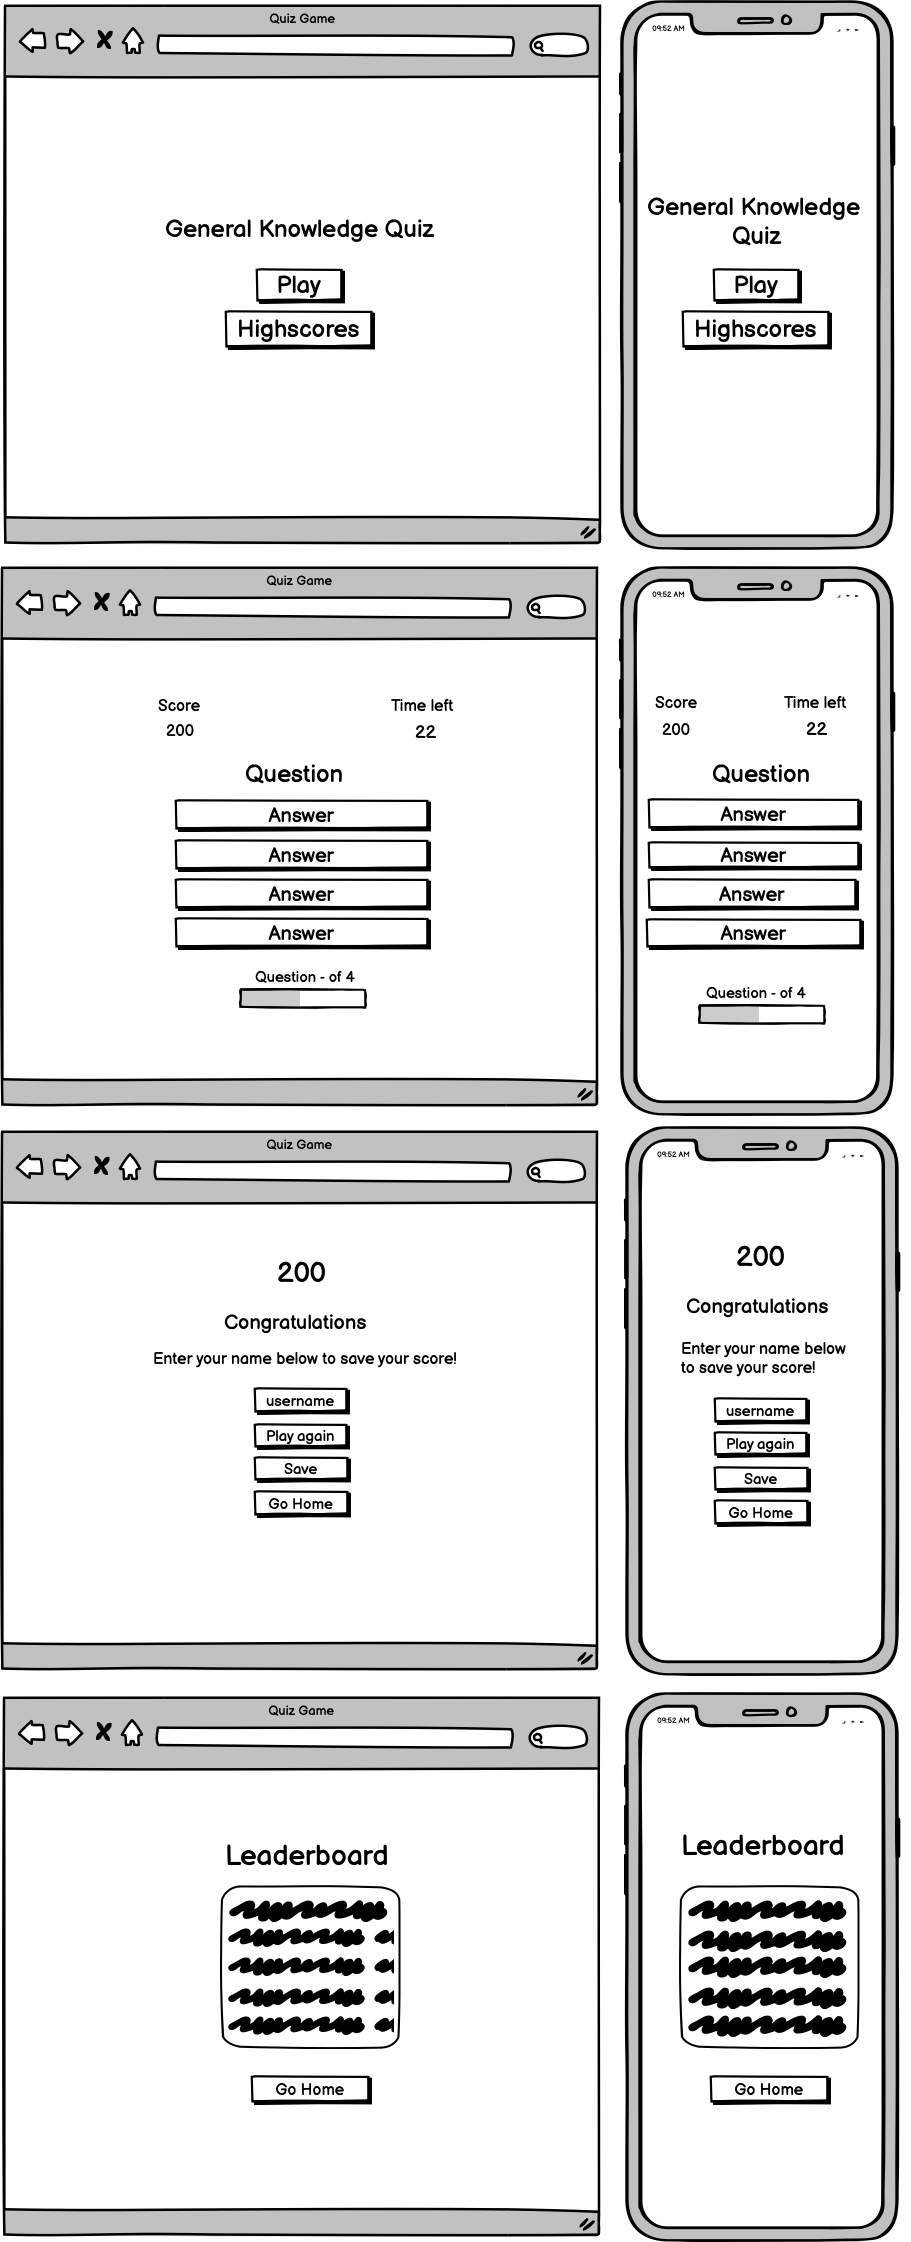 Quiz Game
General Knowledge Quiz
Play
Highscores
09:52 AM
General Knowledge
Quiz
Play
Highscores
Quiz Game
Score
Time left
200
22
Question
Answer
Answer
Answer
Answer
Question - of 4
09:52 AM
Score
Time left
200
22
Question
Answer
Answer
Answer
Answer
Question - of 4
Quiz Game
200
Congratulations
Enter your name below to save your score!
username
Play again
Save
Go Home
09:52 AM
200
Congratulations
Enter your name below
to save your score!
username
Play again
Save
Go Home
Quiz Game
Leaderboard
Go Home
09:52 AM
Leaderboard
Go Home